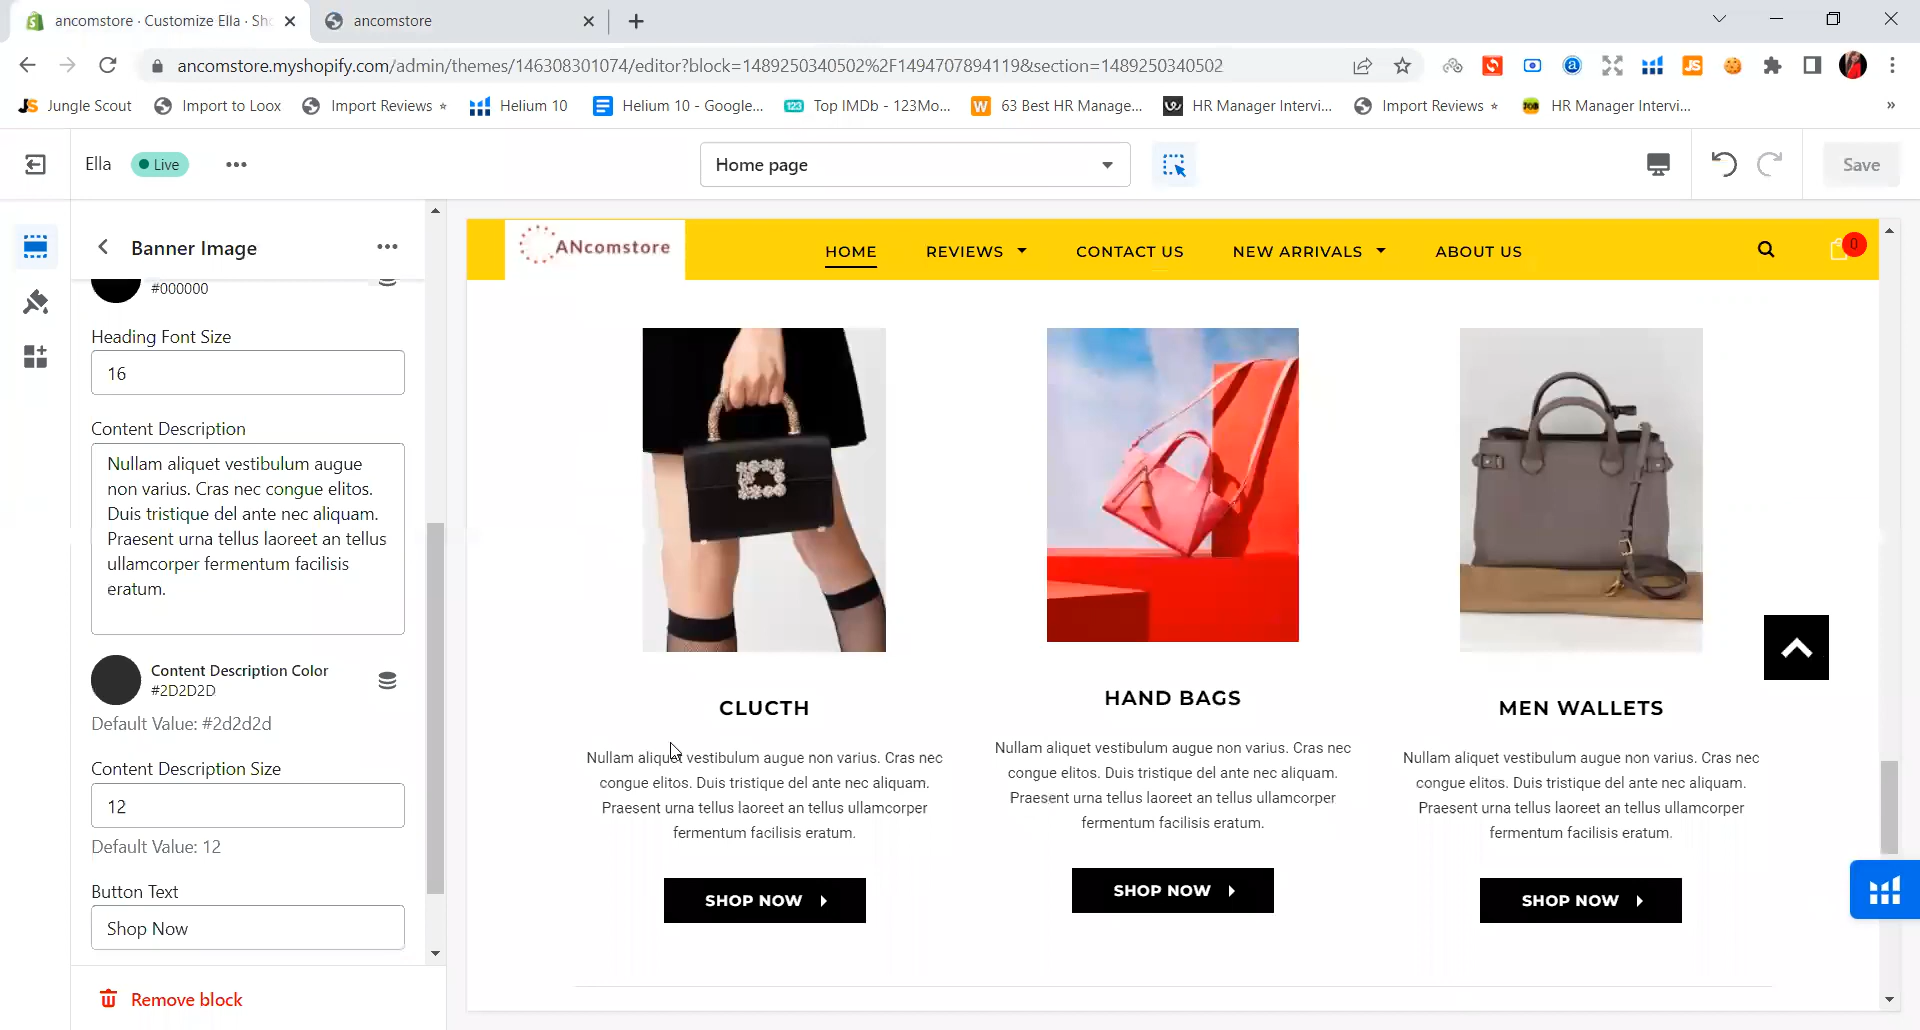 ancomstore · Customize Ella · Sh
ancomstore
ancomstore.myshopify.com/admin/themes/146308301074/editor?block=1489250340502%2F1494707894119&section=1489250340502
Jungle Scout
Import to Loox
Import Reviews ⭑
Helium 10
Helium 10 - Google...
Top IMDb - 123Mo...
63 Best HR Manage...
HR Manager Intervi...
Import Reviews ⭑
HR Manager Intervi...
»
Ella
Live
Home page
Save
Banner Image
#000000
Heading Font Size
16
Content Description
Nullam aliquet vestibulum augue
non varius. Cras nec congue elitos.
Duis tristique del ante nec aliquam.
Praesent urna tellus laoreet an tellus
ullamcorper fermentum facilisis
eratum.
Content Description Color
#2D2D2D
Default Value: #2d2d2d
Content Description Size
12
Default Value: 12
Button Text
Shop Now
Remove block
ANcomstore
HOME
REVIEWS
CONTACT US
NEW ARRIVALS
ABOUT US
0
CLUCTH
Nullam aliquet vestibulum augue non varius. Cras nec
congue elitos. Duis tristique del ante nec aliquam.
Praesent urna tellus laoreet an tellus ullamcorper
fermentum facilisis eratum.
SHOP NOW
HAND BAGS
Nullam aliquet vestibulum augue non varius. Cras nec
congue elitos. Duis tristique del ante nec aliquam.
Praesent urna tellus laoreet an tellus ullamcorper
fermentum facilisis eratum.
SHOP NOW
MEN WALLETS
Nullam aliquet vestibulum augue non varius. Cras nec
congue elitos. Duis tristique del ante nec aliquam.
Praesent urna tellus laoreet an tellus ullamcorper
fermentum facilisis eratum.
SHOP NOW